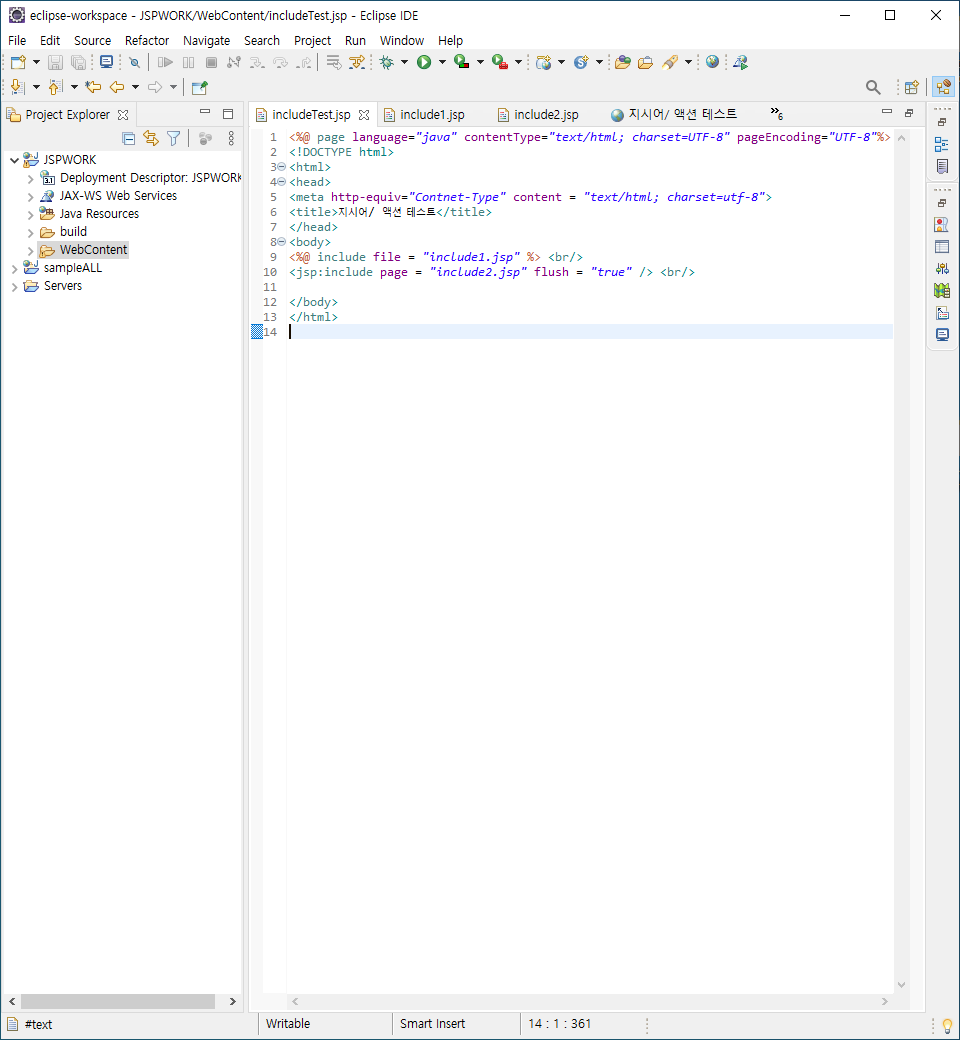 eclipse-workspace - JSPWORK/WebContent/includeTest.jsp - Eclipse IDE
File Edit Source Refactor Navigate Search Project Run Window Help
Project Explorer
JSPWORK
Deployment Descriptor: JSPWORK
JAX-WS Web Services
Java Resources
build
WebContent
sampleALL
Servers
includeTest.jsp include1.jsp include2.jsp 지시어/ 액션 테스트 »6
1 <%@ page language="java" contentType="text/html; charset=UTF-8" pageEncoding="UTF-8"%>
2 <!DOCTYPE html>
3 <html>
4 <head>
5 <meta http-equiv="Contnet-Type" content = "text/html; charset=utf-8">
6 <title>지시어/ 액션 테스트</title>
7 </head>
8 <body>
9 <%@ include file = "include1.jsp" %> <br/>
10 <jsp:include page = "include2.jsp" flush = "true" /> <br/>
11
12 </body>
13 </html>
14
#text Writable Smart Insert 14 : 1 : 361